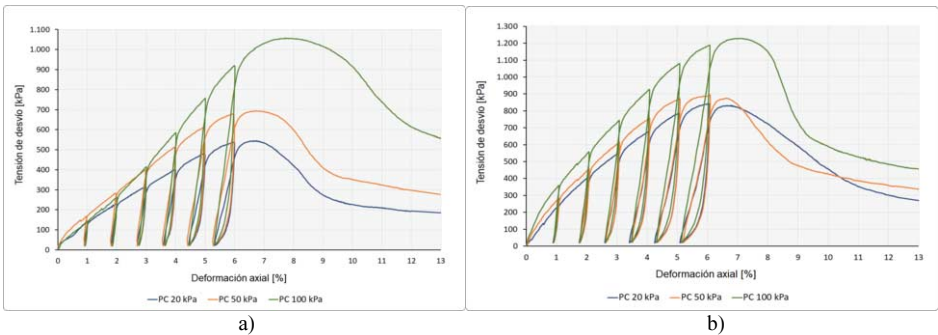 Tensión de desvío [kPa]
1.100
1.000
900
800
700
600
500
400
300
200
100
0
0 1 2 3 4 5 6 7 8 9 10 11 12 13
Deformación axial [%]
PC 20 kPa PC 50 kPa PC 100 kPa
a)
Tensión de desvío [kPa]
1.300
1.200
1.100
1.000
900
800
700
600
500
400
300
200
100
0
0 1 2 3 4 5 6 7 8 9 10 11 12 13
Deformación axial [%]
PC 20 kPa PC 50 kPa PC 100 kPa
b)